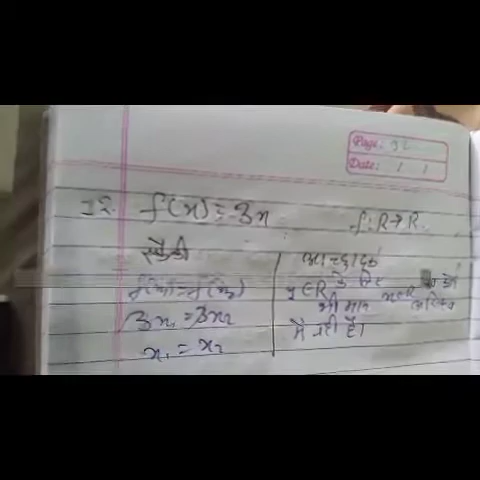 Page: 32
Date: / /
12. f(x) = 3x f: R→R
एकैकी
f(x₁) = f(x₂)
3x₁ = 3x₂
x₁ = x₂
आच्छादक
y ∈ R के लिए
भी मान x ∈ R
में नहीं है।